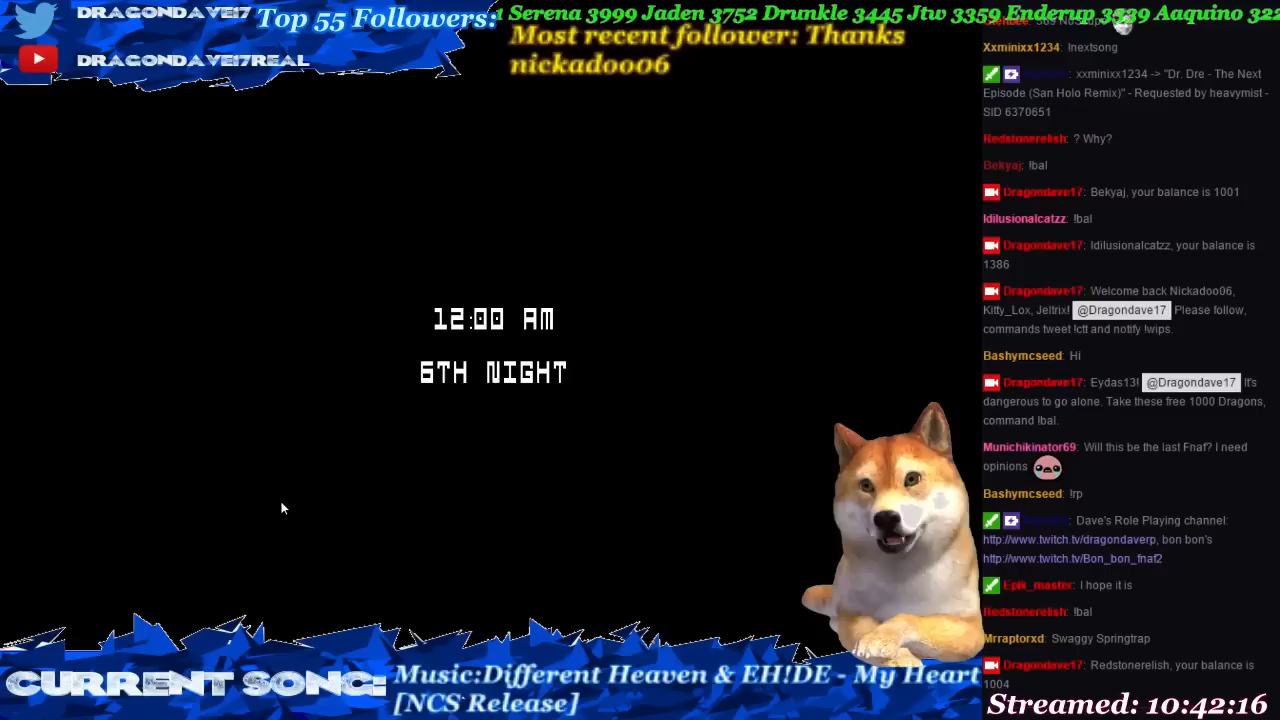 DRAGONDAVE17
DRAGONDAVE17REAL
Top 55 Followers:
1 Serena 3999 Jaden 3752 Drunkle 3445 Jtw 3359 Enderup 3339 Aaquino 321
Most recent follower: Thanks
nickadoo06
Xxminixx1234: !nextsong
: xxminixx1234 -> "Dr. Dre - The Next
Episode (San Holo Remix)" - Requested by heavymist -
SID 6370651
Redstonerelish: ? Why?
Bekyaj: !bal
Dragondave17: Bekyaj, your balance is 1001
Idilusionalcatzz: !bal
Dragondave17: Idilusionalcatzz, your balance is
1386
Dragondave17: Welcome back Nickadoo06,
Kitty_Lox, Jeltrix! @Dragondave17 Please follow,
commands tweet !ctt and notify !wips.
Bashymcseed: Hi
Dragondave17: Eydas13! @Dragondave17 It's
dangerous to go alone. Take these free 1000 Dragons,
command !bal.
Munichikinator69: Will this be the last Fnaf? I need
opinions
Bashymcseed: !rp
: Dave's Role Playing channel:
http://www.twitch.tv/dragondaverp, bon bon's
http://www.twitch.tv/Bon_bon_fnaf2
Epik_master: I hope it is
Redstonerelish: !bal
Mrraptorxd: Swaggy Springtrap
Dragondave17: Redstonerelish, your balance is
1004
12:00 AM
6TH NIGHT
CURRENT SONG:
Music:Different Heaven & EH!DE - My Heart
[NCS Release]
Streamed: 10:42:16